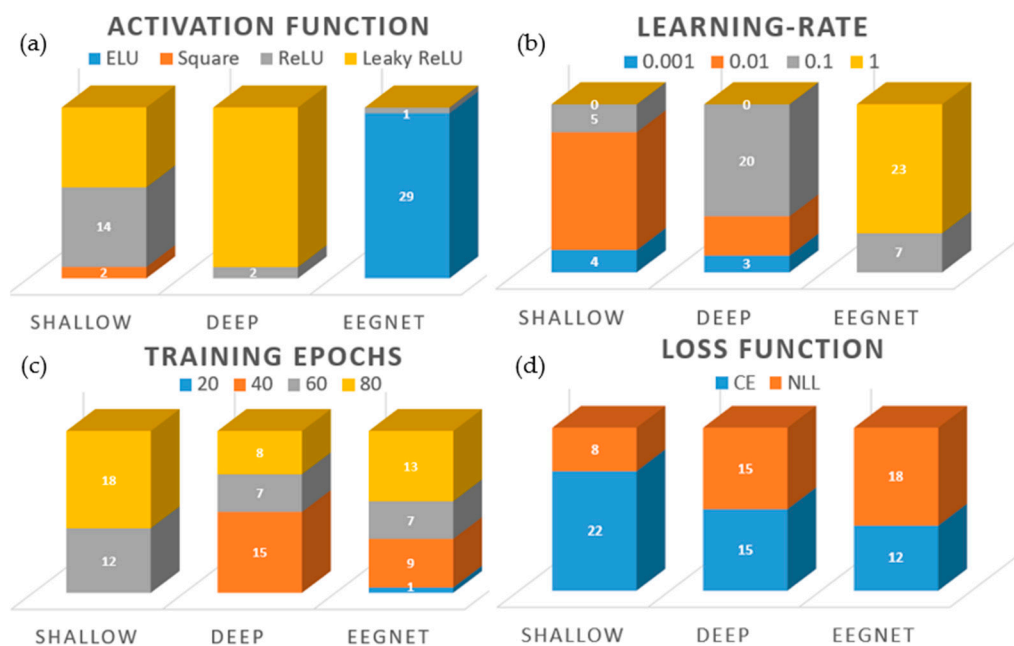 (a)
ACTIVATION FUNCTION
ELU Square ReLU Leaky ReLU
14
2
2
1
29
SHALLOW DEEP EEGNET
(b)
LEARNING-RATE
0.001 0.01 0.1 1
0
5
4
0
20
3
23
7
SHALLOW DEEP EEGNET
(c)
TRAINING EPOCHS
20 40 60 80
18
12
8
7
15
13
7
9
1
SHALLOW DEEP EEGNET
(d)
LOSS FUNCTION
CE NLL
8
22
15
15
18
12
SHALLOW DEEP EEGNET